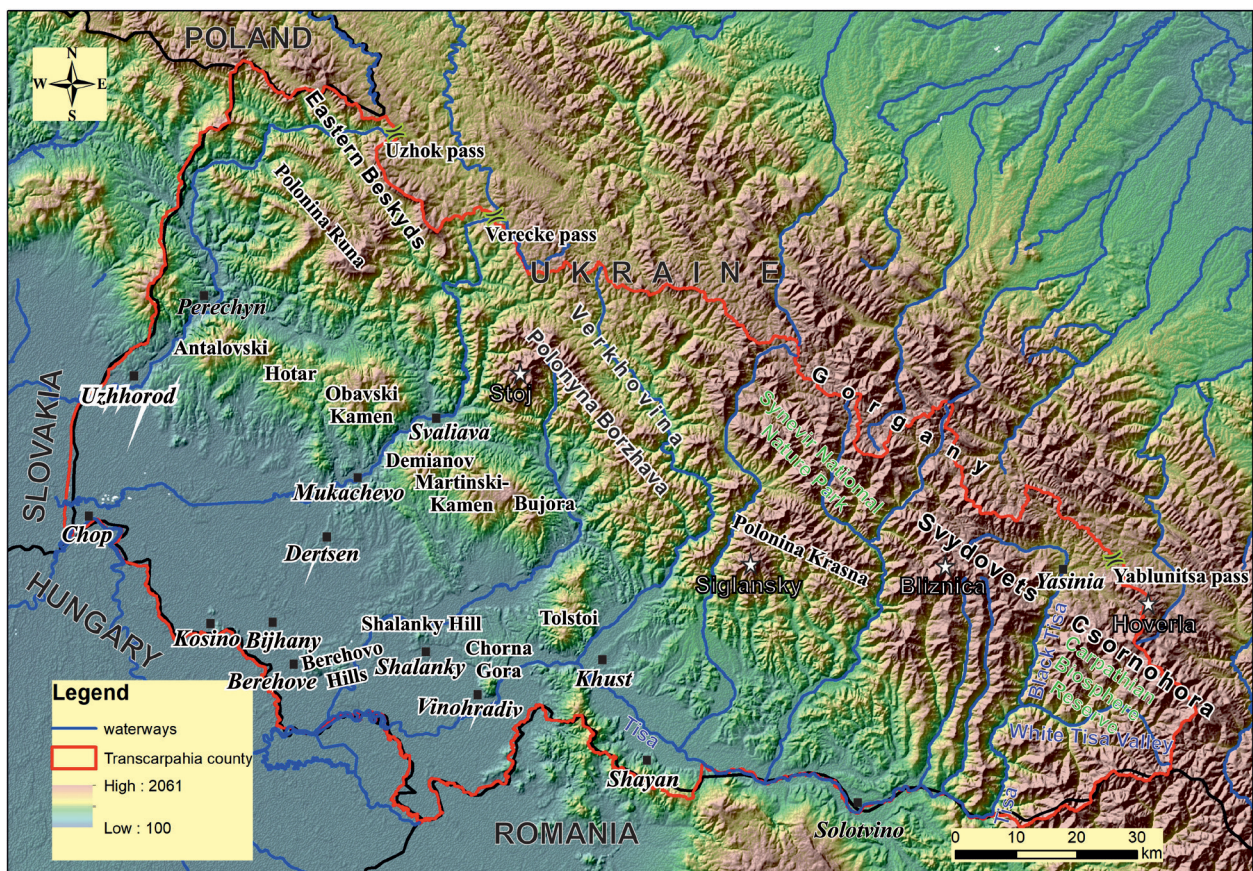 POLAND
N
W E
S
Eastern Beskyds
Uzhok pass
Polonina Runa
Verecke pass
UKRAINE
Perechyn
Verkhovina
Antalovski
Polonyna Borzhava
Hotar
Stoj
Gorgany
Uzhhorod
Obavski
Kamen
Synevir National
Nature Park
SLOVAKIA
Svaliava
Demianov
Mukachevo
Martinski-
Kamen
Bujora
Chop
Dertsen
Polonina Krasna
Svydovets
Siglansky
Bliznica
Yasinia
Yablunitsa pass
HUNGARY
Hoverla
Kosino
Bijhany
Shalanky Hill
Tolstoi
Black Tisa
Csornohora
Carpathian
Biosphere
Reserve
Berehove
Berehovo
Hills
Shalanky
Chorna
Gora
Khust
Vinohradiv
Tisa
White Tisa Valley
Shayan
Tisa
Solotvino
ROMANIA
Legend
waterways
Transcarpahia county
High : 2061
Low : 100
0 10 20 30
km